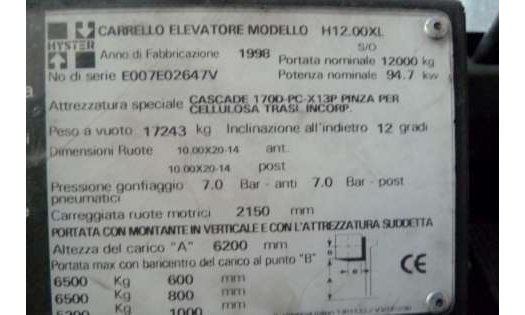 HYSTER
CARRELLO ELEVATORE MODELLO H12.00XL
S/O
Anno di Fabbricazione 1998 Portata nominale 12000 kg
No di serie E007E02647V Potenza nominale 94.7 kw
Attrezzatura speciale CASCADE 170D-PC-X13P PINZA PER
CELLULOSA TRASL INCORP.
Peso a vuoto 17243 kg Inclinazione all'indietro 12 gradi
Dimensioni Ruote 10.00X20-14 ant.
10.00X20-14 post
Pressione gonfiaggio 7.0 Bar - anti 7.0 Bar - post
pneumatici
Carreggiata ruote motrici 2150 mm
PORTATA CON MONTANTE IN VERTICALE E CON L'ATTREZZATURA SUDDETTA
Altezza del carico "A" 6200 mm
Portata max con baricentro del carico al punto "B"
6500 Kg 600 mm
6500 Kg 800 mm
Kg 1000 mm
CE